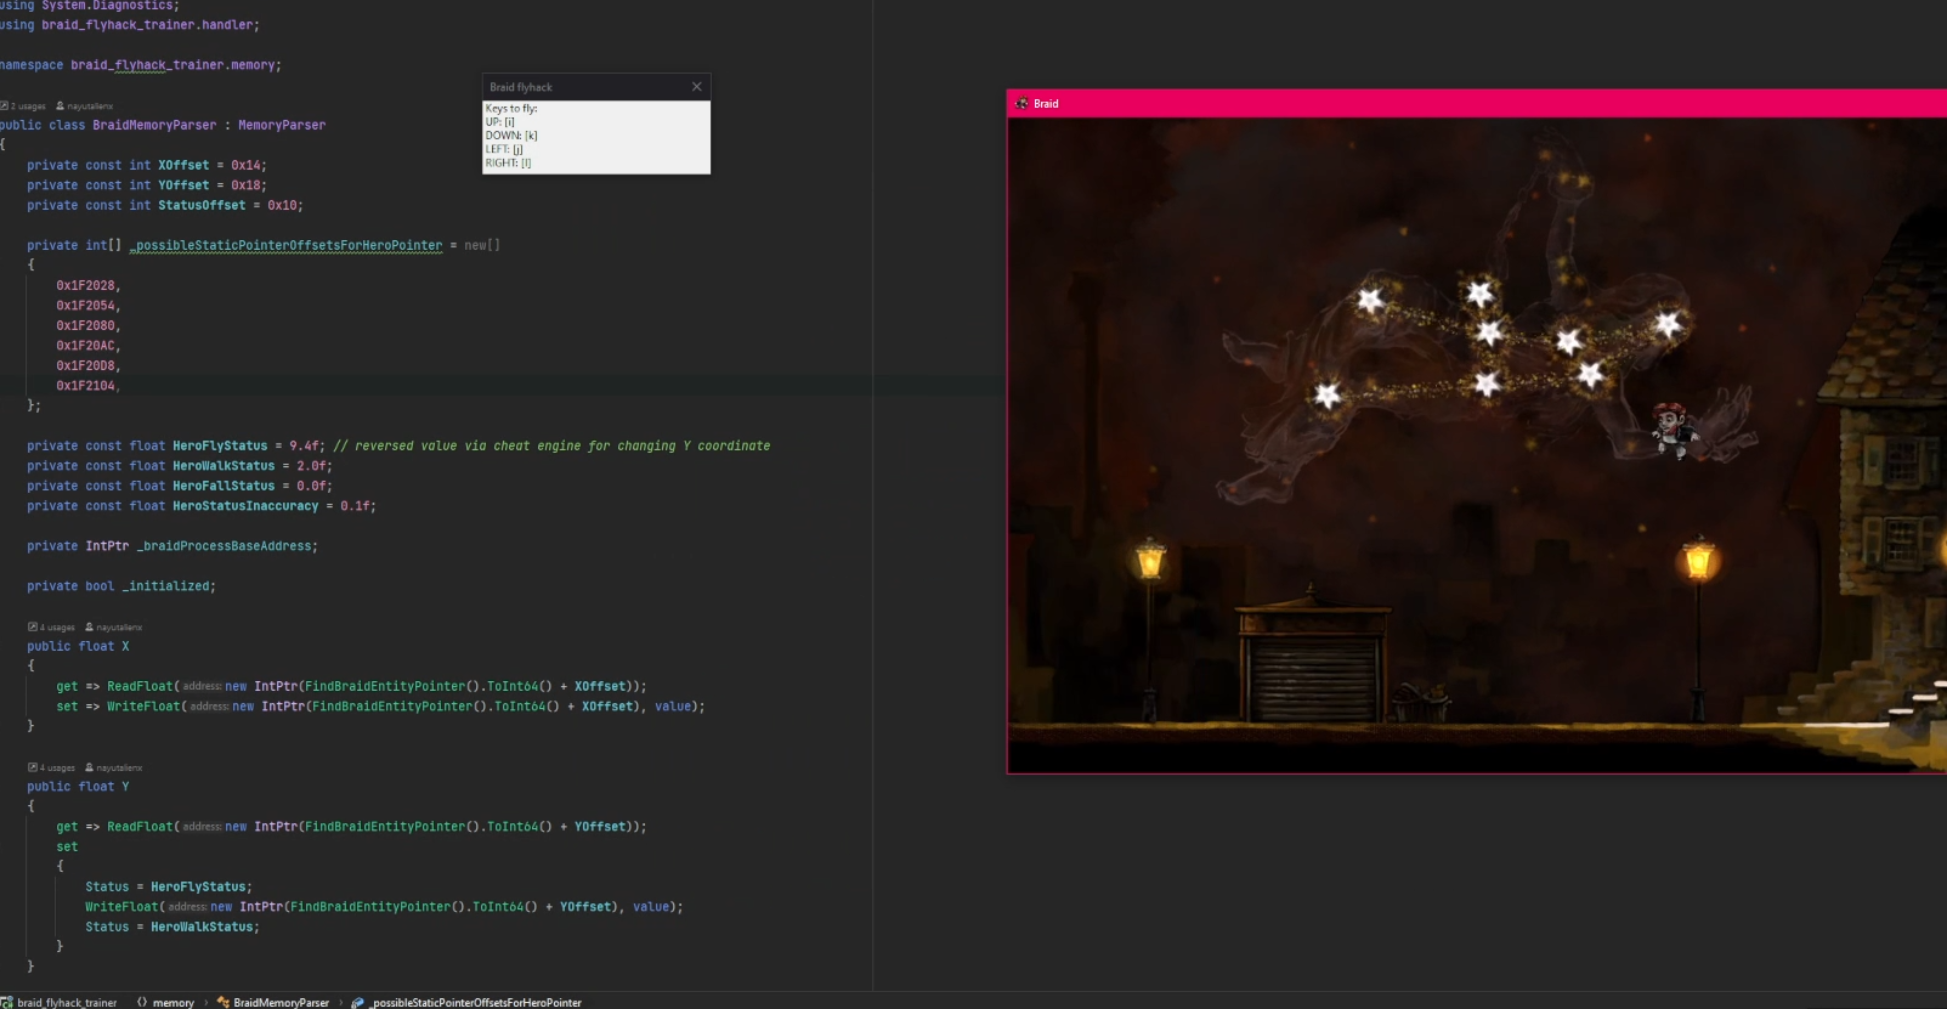 using System.Diagnostics;
using braid_flyhack_trainer.handler;
namespace braid_flyhack_trainer.memory;
2 usages nayutalienx
public class BraidMemoryParser : MemoryParser
{
private const int XOffset = 0x14;
private const int YOffset = 0x18;
private const int StatusOffset = 0x10;
private int[] _possibleStaticPointerOffsetsForHeroPointer = new[]
{
0x1F2028,
0x1F2054,
0x1F2080,
0x1F20AC,
0x1F20D8,
0x1F2104,
};
private const float HeroFlyStatus = 9.4f; // reversed value via cheat engine for changing Y coordinate
private const float HeroWalkStatus = 2.0f;
private const float HeroFallStatus = 0.0f;
private const float HeroStatusInaccuracy = 0.1f;
private IntPtr _braidProcessBaseAddress;
private bool _initialized;
4 usages nayutalienx
public float X
{
get => ReadFloat( address: new IntPtr(FindBraidEntityPointer().ToInt64() + XOffset));
set => WriteFloat( address: new IntPtr(FindBraidEntityPointer().ToInt64() + XOffset), value);
}
4 usages nayutalienx
public float Y
{
get => ReadFloat( address: new IntPtr(FindBraidEntityPointer().ToInt64() + YOffset));
set
{
Status = HeroFlyStatus;
WriteFloat( address: new IntPtr(FindBraidEntityPointer().ToInt64() + YOffset), value);
Status = HeroWalkStatus;
}
}
braid_flyhack_trainer memory BraidMemoryParser _possibleStaticPointerOffsetsForHeroPointer
Braid flyhack
Keys to fly:
UP: [i]
DOWN: [k]
LEFT: [j]
RIGHT: [l]
Braid